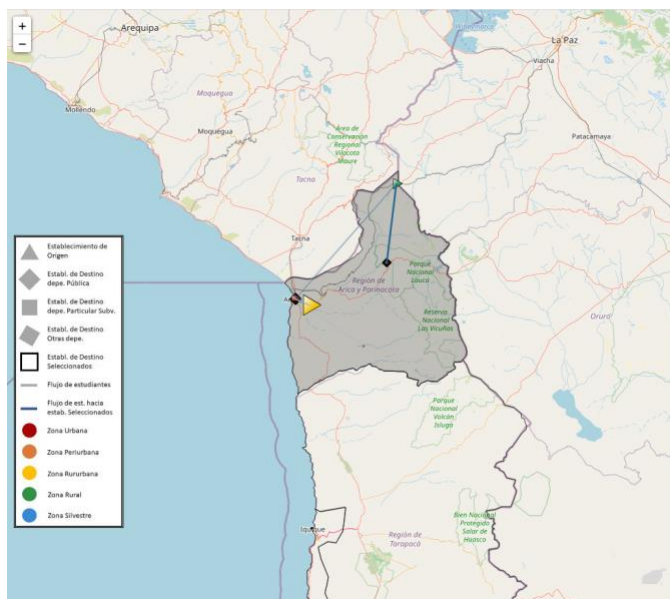 +
−
Arequipa
La Paz
Viacha
Mollendo
Moquegua
Moquegua
Área de
Conservación
Regional
Vilacota
Maure
Patacamaya
Tacna
Tacna
Parque
Nacional
Lauca
Región de
Arica y Parinacota
Reserva
Nacional
Las Vicuñas
Oruro
Parque
Nacional
Volcán
Isluga
Iquique
Región de
Tarapacá
Bien Nacional
Protegido
Salar de
Huasco
Establecimiento de
Origen
Establ. de Destino
depe. Pública
Establ. de Destino
depe. Particular Subv.
Establ. de Destino
Otras depe.
Establ. de Destino
Seleccionados
Flujo de estudiantes
Flujo de est. hacia
estab. Seleccionados
Zona Urbana
Zona Periurbana
Zona Rururbana
Zona Rural
Zona Silvestre